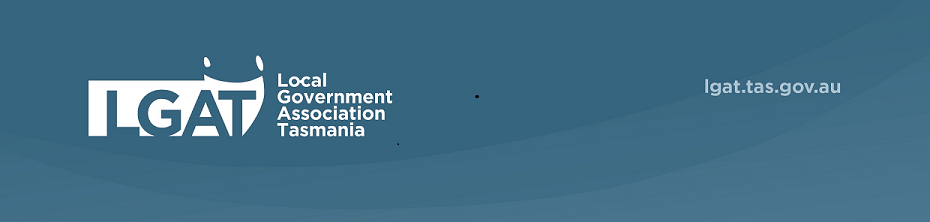 LGAT
Local
Government
Association
Tasmania
lgat.tas.gov.au